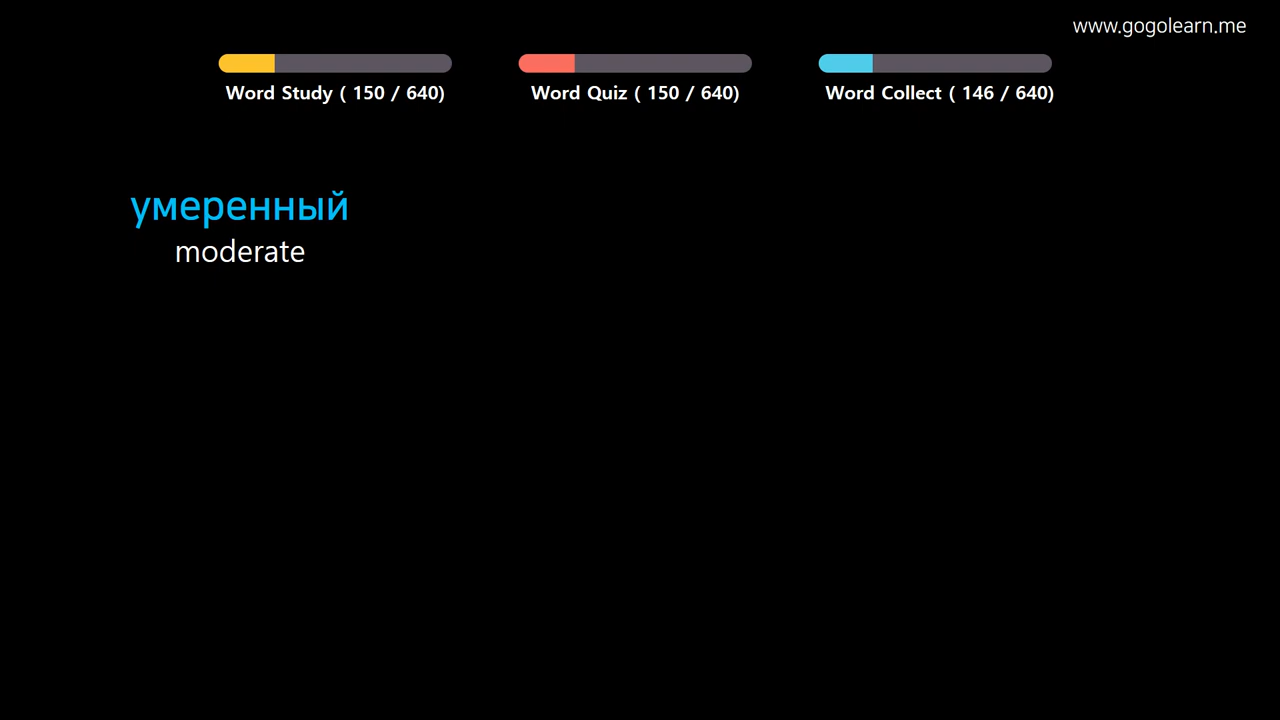 www.gogolearn.me
Word Study ( 150 / 640)
Word Quiz ( 150 / 640)
Word Collect ( 146 / 640)
умеренный
moderate